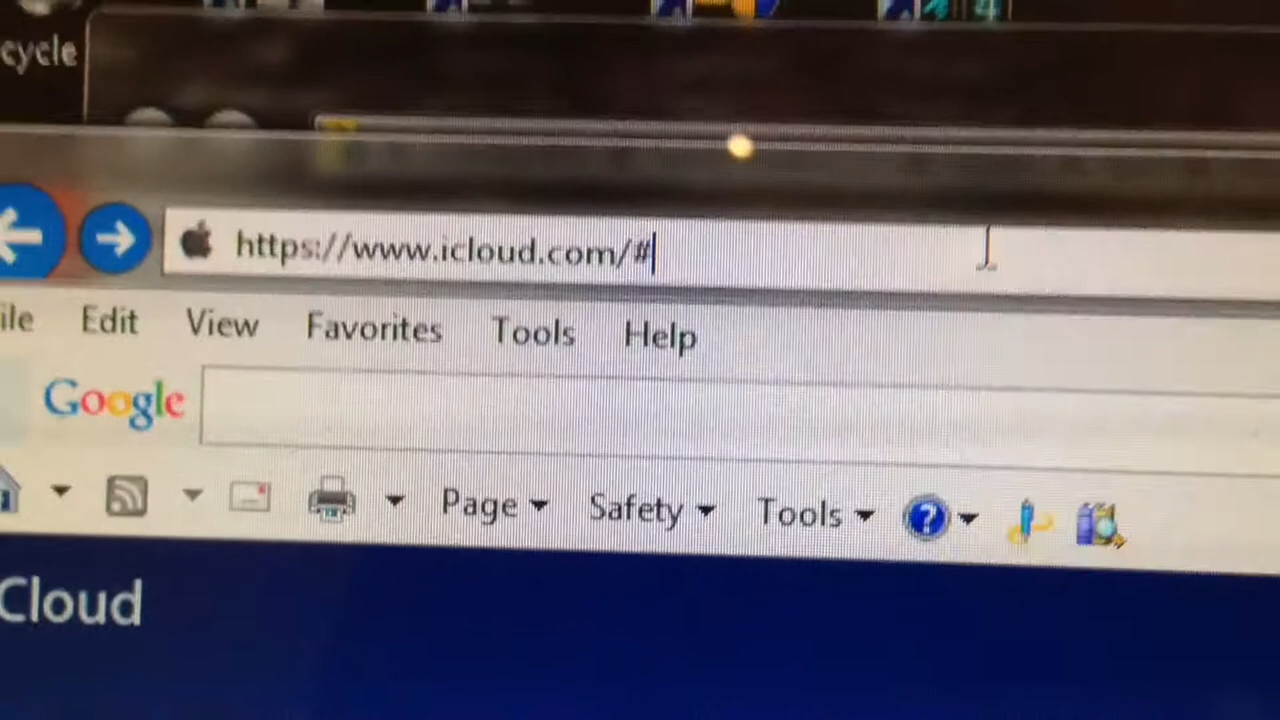 cycle
https://www.icloud.com/#
ile Edit View Favorites Tools Help
Google
Page Safety Tools ?
Cloud